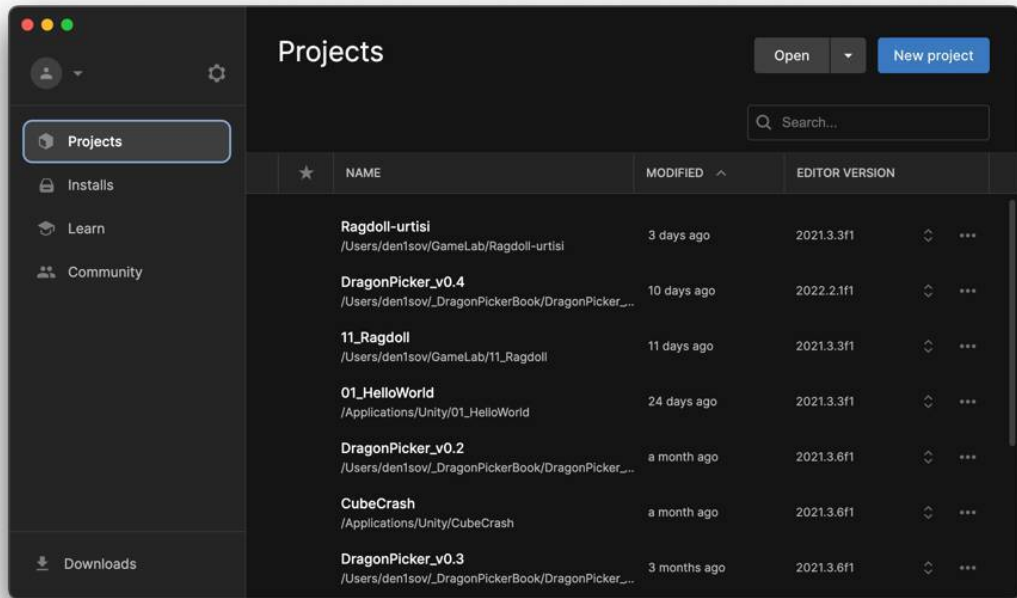 Projects
Open
New project
Search...
Projects
Installs
Learn
Community
Downloads
NAME MODIFIED EDITOR VERSION
Ragdoll-urtisi
/Users/den1sov/GameLab/Ragdoll-urtisi
3 days ago 2021.3.3f1
DragonPicker_v0.4
/Users/den1sov/_DragonPickerBook/DragonPicker_...
10 days ago 2022.2.1f1
11_Ragdoll
/Users/den1sov/GameLab/11_Ragdoll
11 days ago 2021.3.3f1
01_HelloWorld
/Applications/Unity/01_HelloWorld
24 days ago 2021.3.3f1
DragonPicker_v0.2
/Users/den1sov/_DragonPickerBook/DragonPicker_...
a month ago 2021.3.6f1
CubeCrash
/Applications/Unity/CubeCrash
a month ago 2021.3.6f1
DragonPicker_v0.3
/Users/den1sov/_DragonPickerBook/DragonPicker_...
3 months ago 2021.3.6f1